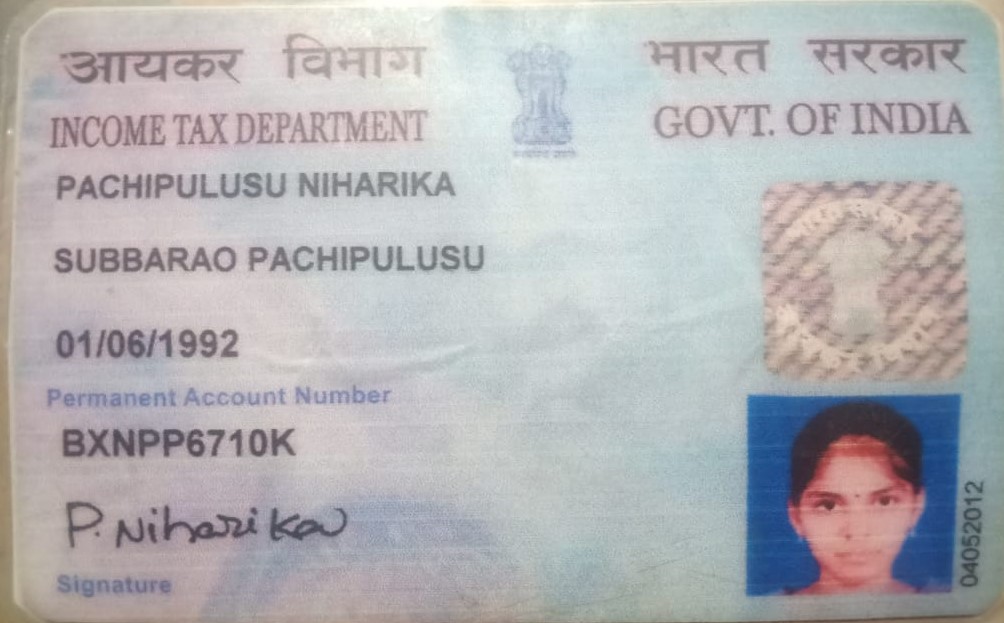 आयकर विभाग
भारत सरकार
INCOME TAX DEPARTMENT
GOVT. OF INDIA
PACHIPULUSU NIHARIKA
SUBBARAO PACHIPULUSU
01/06/1992
Permanent Account Number
BXNPP6710K
P. Niharika
Signature
04052012